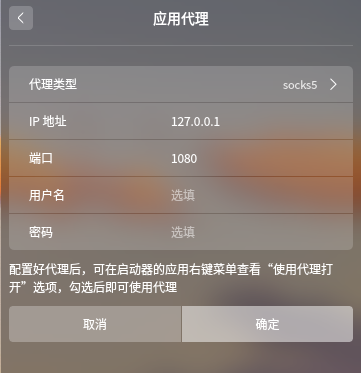 应用代理
代理类型 socks5
IP 地址 127.0.0.1
端口 1080
用户名 选填
密码 选填
配置好代理后，可在启动器的应用右键菜单查看“使用代理打
开”选项，勾选后即可使用代理
取消 确定